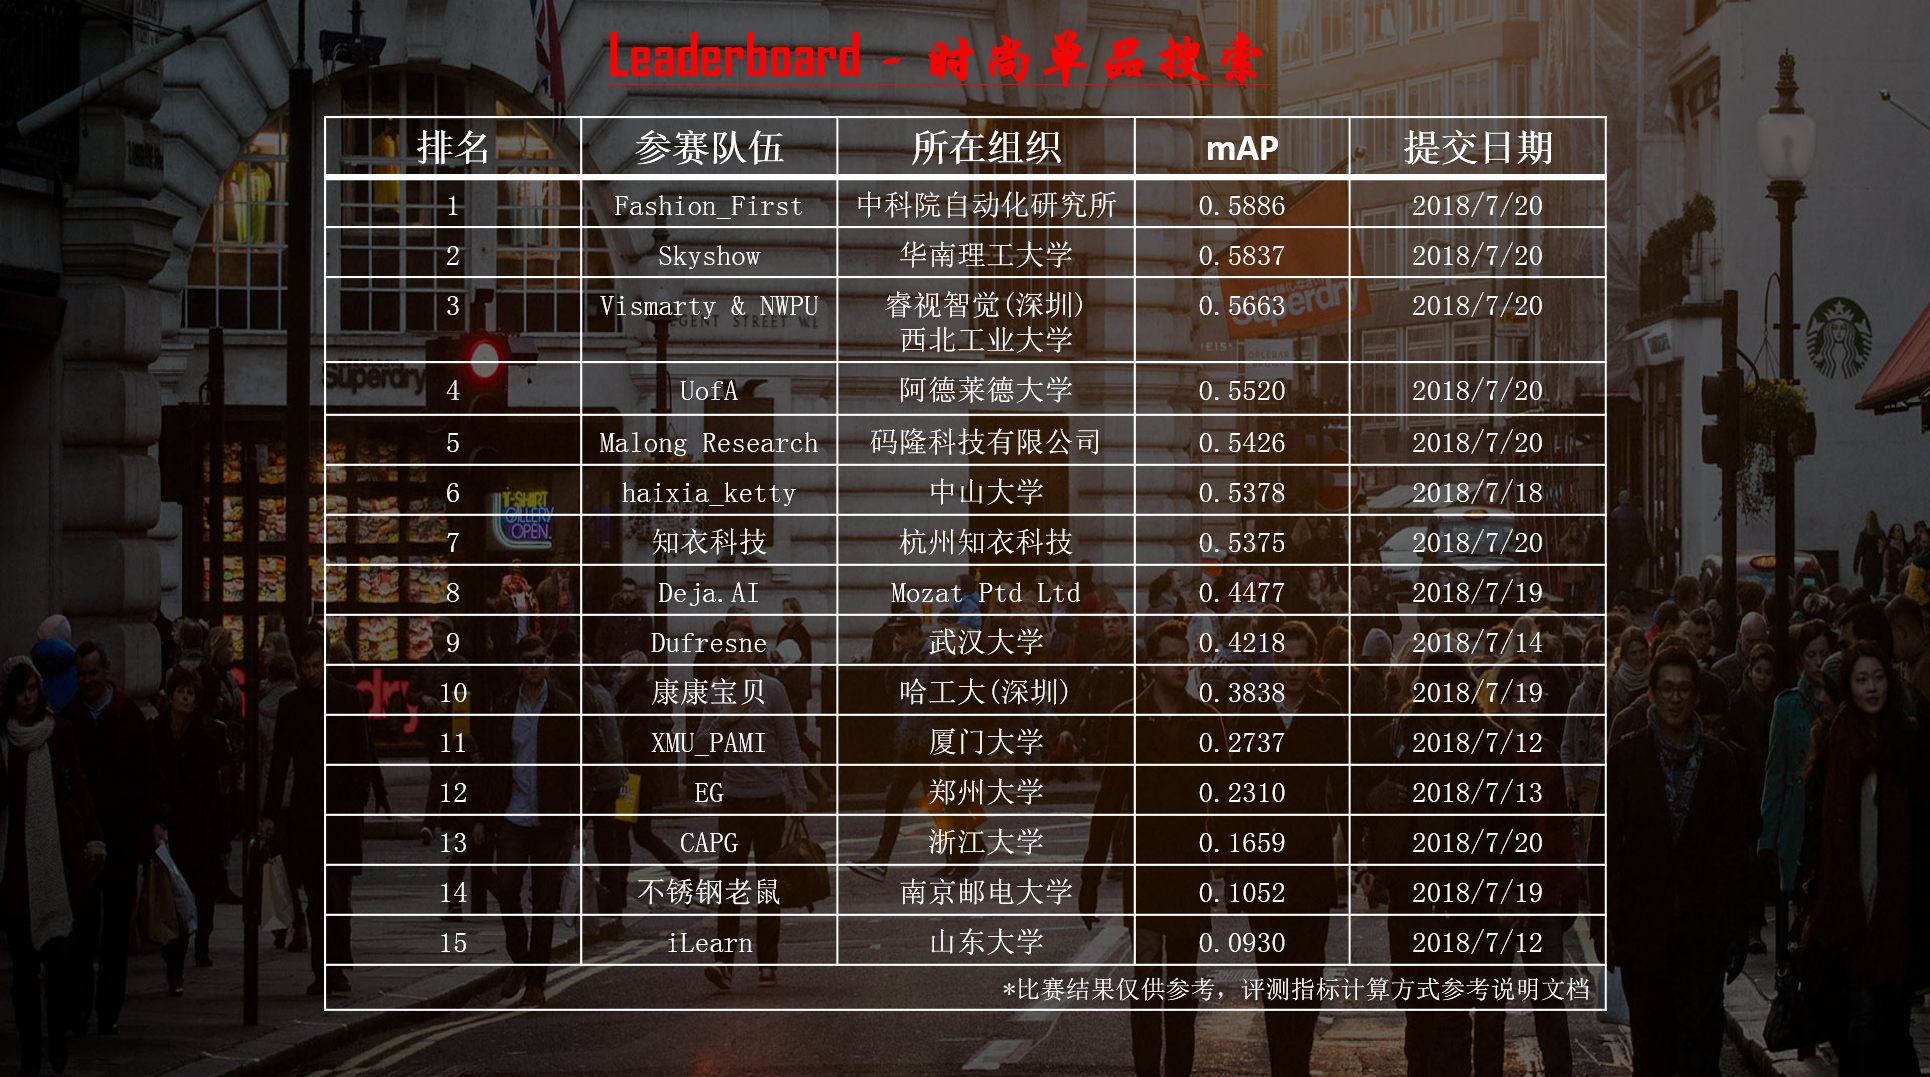 Leaderboard - 时尚单品搜索
排名 参赛队伍 所在组织 mAP 提交日期
1 Fashion_First 中科院自动化研究所 0.5886 2018/7/20
2 Skyshow 华南理工大学 0.5837 2018/7/20
3 Vismarty & NWPU 睿视智觉(深圳) 0.5663 2018/7/20
西北工业大学
4 UofA 阿德莱德大学 0.5520 2018/7/20
5 Malong Research 码隆科技有限公司 0.5426 2018/7/20
6 haixia_ketty 中山大学 0.5378 2018/7/18
7 知衣科技 杭州知衣科技 0.5375 2018/7/20
8 Deja.AI Mozat Ptd Ltd 0.4477 2018/7/19
9 Dufresne 武汉大学 0.4218 2018/7/14
10 康康宝贝 哈工大(深圳) 0.3838 2018/7/19
11 XMU_PAMI 厦门大学 0.2737 2018/7/12
12 EG 郑州大学 0.2310 2018/7/13
13 CAPG 浙江大学 0.1659 2018/7/20
14 不锈钢老鼠 南京邮电大学 0.1052 2018/7/19
15 iLearn 山东大学 0.0930 2018/7/12
*比赛结果仅供参考，评测指标计算方式参考说明文档
Superdry
REGENT STREET W.1
Superdry
T-SHIRT
GALLERY
OPEN.
dry